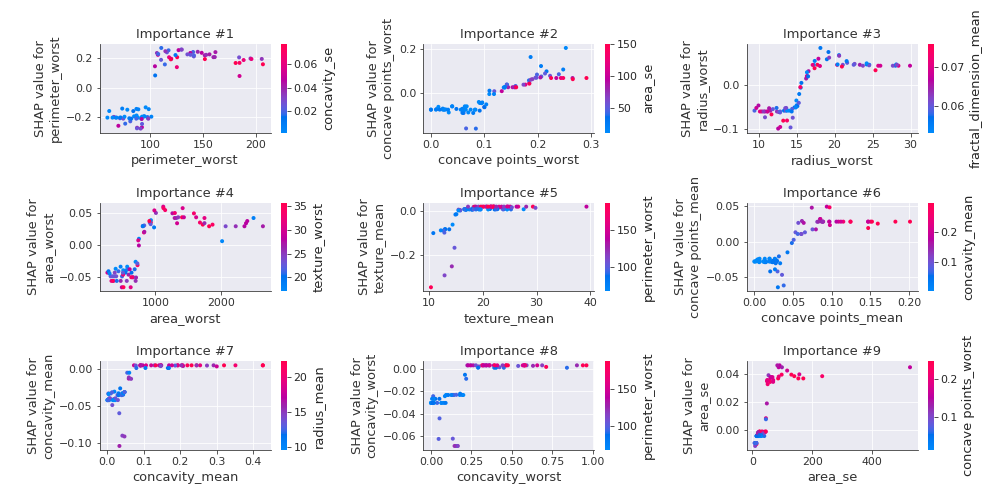 Importance #1
SHAP value for
perimeter_worst
0.2
0.0
−0.2
100
150
200
perimeter_worst
0.06
0.04
0.02
concavity_se
Importance #2
SHAP value for
concave points_worst
0.2
0.0
0.0
0.1
0.2
0.3
concave points_worst
150
100
50
area_se
Importance #3
SHAP value for
radius_worst
0.0
−0.1
10
15
20
25
30
radius_worst
0.07
0.06
fractal_dimension_mean
Importance #4
SHAP value for
area_worst
0.05
0.00
−0.05
1000
2000
area_worst
35
30
25
20
texture_worst
Importance #5
SHAP value for
texture_mean
0.0
−0.2
10
20
30
40
texture_mean
150
100
perimeter_worst
Importance #6
SHAP value for
concave points_mean
0.05
0.00
−0.05
0.00
0.05
0.10
0.15
0.20
concave points_mean
0.2
0.1
concavity_mean
Importance #7
SHAP value for
concavity_mean
0.00
−0.05
−0.10
0.0
0.1
0.2
0.3
0.4
concavity_mean
20
15
10
radius_mean
Importance #8
SHAP value for
concavity_worst
0.00
−0.02
−0.04
−0.06
0.00
0.25
0.50
0.75
1.00
concavity_worst
150
100
perimeter_worst
Importance #9
SHAP value for
area_se
0.04
0.02
0.00
0
200
400
area_se
0.2
0.1
concave points_worst